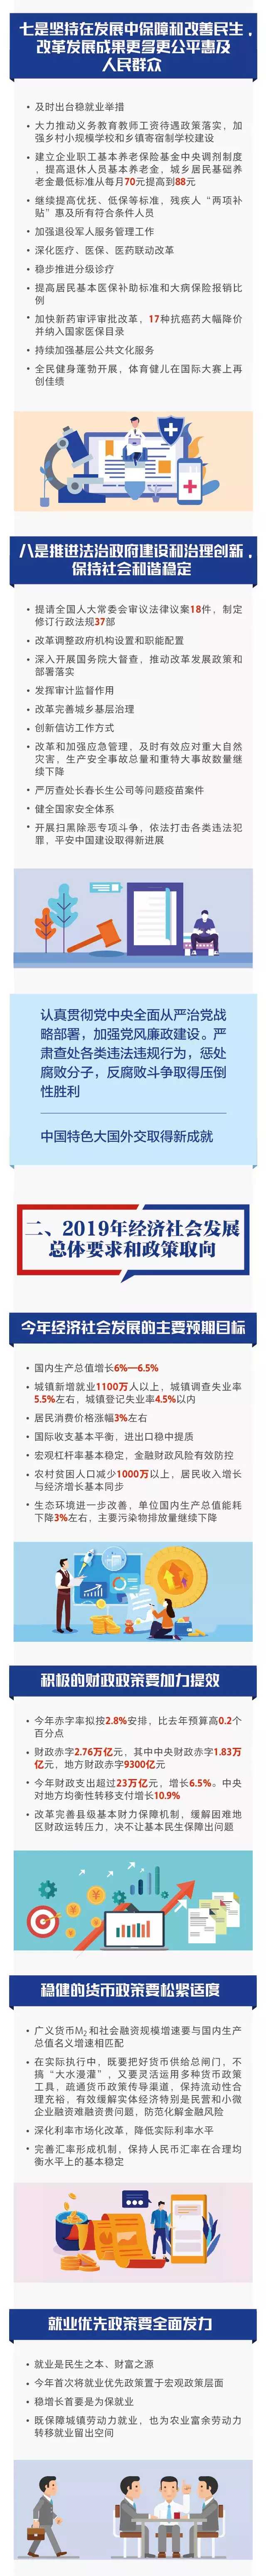 七是坚持在发展中保障和改善民生，
改革发展成果更多更公平惠及
人民群众
• 及时出台稳就业举措
• 大力推动义务教育教师工资待遇政策落实，加
强乡村小规模学校和乡镇寄宿制学校建设
• 建立企业职工基本养老保险基金中央调剂制度
，提高退休人员基本养老金，城乡居民基础养
老金最低标准从每月70元提高到88元
• 继续提高优抚、低保等标准，残疾人“两项补
贴”惠及所有符合条件人员
• 加强退役军人服务管理工作
• 深化医疗、医保、医药联动改革
• 稳步推进分级诊疗
• 提高居民基本医保补助标准和大病保险报销比
例
• 加快新药审评审批改革，17种抗癌药大幅降价
并纳入国家医保目录
• 持续加强基层公共文化服务
• 全民健身蓬勃开展，体育健儿在国际大赛上再
创佳绩
八是推进法治政府建设和治理创新，
保持社会和谐稳定
• 提请全国人大常委会审议法律议案18件，制定
修订行政法规37部
• 改革调整政府机构设置和职能配置
• 深入开展国务院大督查，推动改革发展政策和
部署落实
• 发挥审计监督作用
• 改革完善城乡基层治理
• 创新信访工作方式
• 改革和加强应急管理，及时有效应对重大自然
灾害，生产安全事故总量和重特大事故数量继
续下降
• 严厉查处长春长生公司等问题疫苗案件
• 健全国家安全体系
• 开展扫黑除恶专项斗争，依法打击各类违法犯
罪，平安中国建设取得新进展
认真贯彻党中央全面从严治党战
略部署，加强党风廉政建设。严
肃查处各类违法违规行为，惩处
腐败分子，反腐败斗争取得压倒
性胜利
中国特色大国外交取得新成就
二、2019年经济社会发展
总体要求和政策取向
今年经济社会发展的主要预期目标
• 国内生产总值增长6%—6.5%
• 城镇新增就业1100万人以上，城镇调查失业率
5.5%左右，城镇登记失业率4.5%以内
• 居民消费价格涨幅3%左右
• 国际收支基本平衡，进出口稳中提质
• 宏观杠杆率基本稳定，金融财政风险有效防控
• 农村贫困人口减少1000万以上，居民收入增长
与经济增长基本同步
• 生态环境进一步改善，单位国内生产总值能耗
下降3%左右，主要污染物排放量继续下降
积极的财政政策要加力提效
• 今年赤字率拟按2.8%安排，比去年预算高0.2个
百分点
• 财政赤字2.76万亿元，其中中央财政赤字1.83万
亿元，地方财政赤字9300亿元
• 今年财政支出超过23万亿元，增长6.5%。中央
对地方均衡性转移支付增长10.9%
• 改革完善县级基本财力保障机制，缓解困难地
区财政运转压力，决不让基本民生保障出问题
稳健的货币政策要松紧适度
• 广义货币M2和社会融资规模增速要与国内生产
总值名义增速相匹配
• 在实际执行中，既要把好货币供给总闸门，不
搞“大水漫灌”，又要灵活运用多种货币政策
工具，疏通货币政策传导渠道，保持流动性合
理充裕，有效缓解实体经济特别是民营和小微
企业融资难融资贵问题，防范化解金融风险
• 深化利率市场化改革，降低实际利率水平
• 完善汇率形成机制，保持人民币汇率在合理均
衡水平上的基本稳定
就业优先政策要全面发力
• 就业是民生之本、财富之源
• 今年首次将就业优先政策置于宏观政策层面
• 稳增长首要是为保就业
• 既保障城镇劳动力就业，也为农业富余劳动力
转移就业留出空间